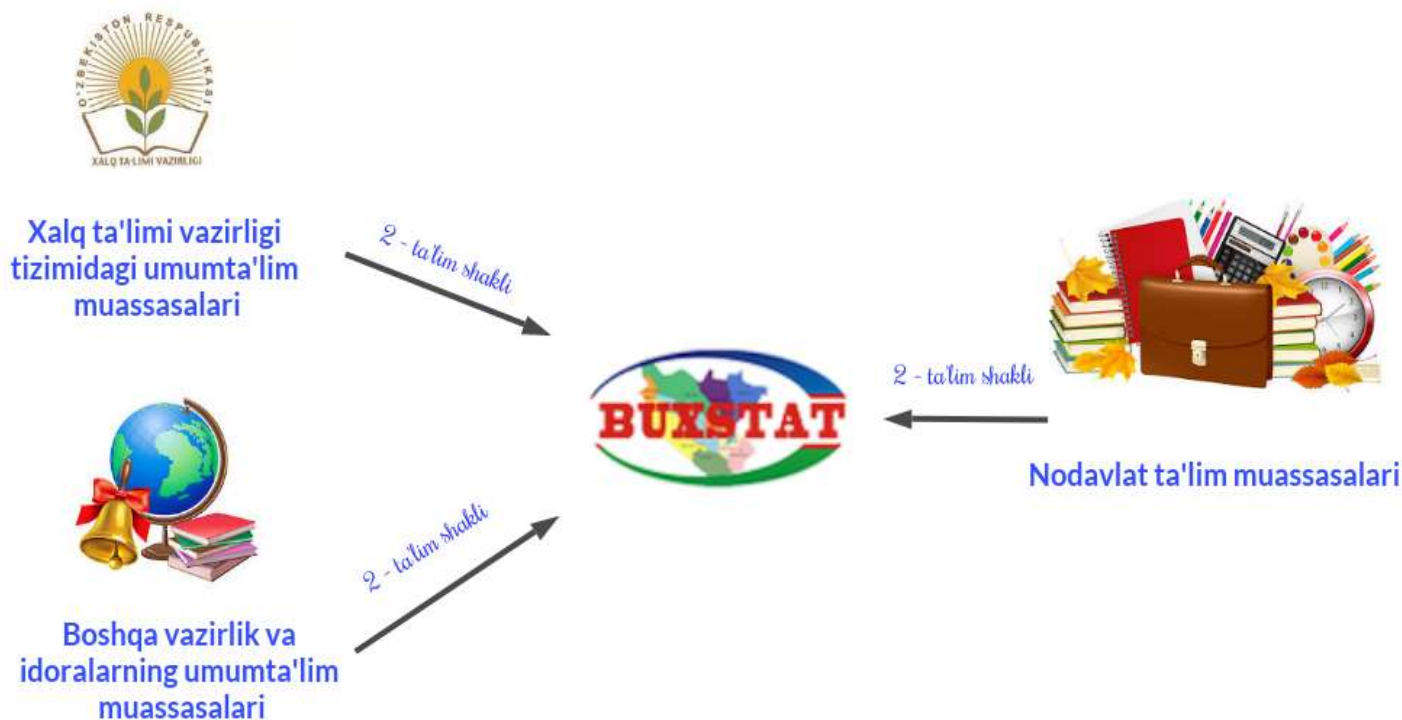 O'ZBEKISTON RESPUBLIKASI
XALQ TA'LIMI VAZIRLIGI
Xalq ta'limi vazirligi
tizimidagi umumta'lim
muassasalari
2 - ta'lim shakli
BUXSTAT
2 - ta'lim shakli
Nodavlat ta'lim muassasalari
2 - ta'lim shakli
Boshqa vazirlik va
idoralarning umumta'lim
muassasalari